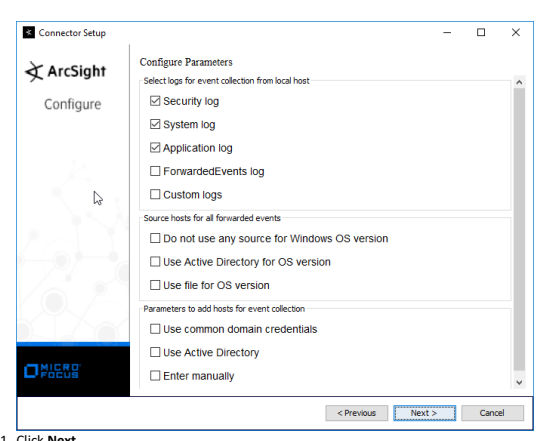 Connector Setup
ArcSight
Configure
Configure Parameters
Select logs for event collection from local host
Security log
System log
Application log
ForwardedEvents log
Custom logs
Source hosts for all forwarded events
Do not use any source for Windows OS version
Use Active Directory for OS version
Use file for OS version
Parameters to add hosts for event collection
Use common domain credentials
Use Active Directory
Enter manually
MICRO
FOCUS
< Previous
Next >
Cancel
1. Click Next